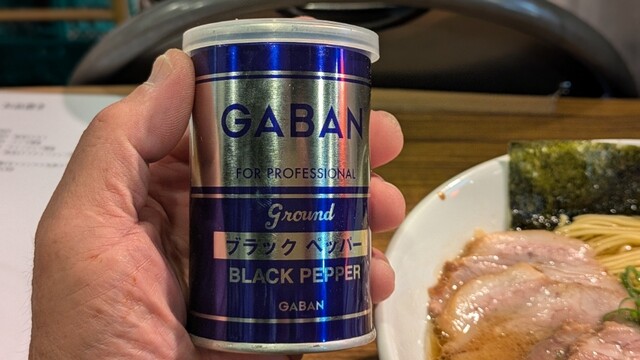 GABAN
FOR PROFESSIONAL
Ground
ブラック ペッパー
BLACK PEPPER
GABAN